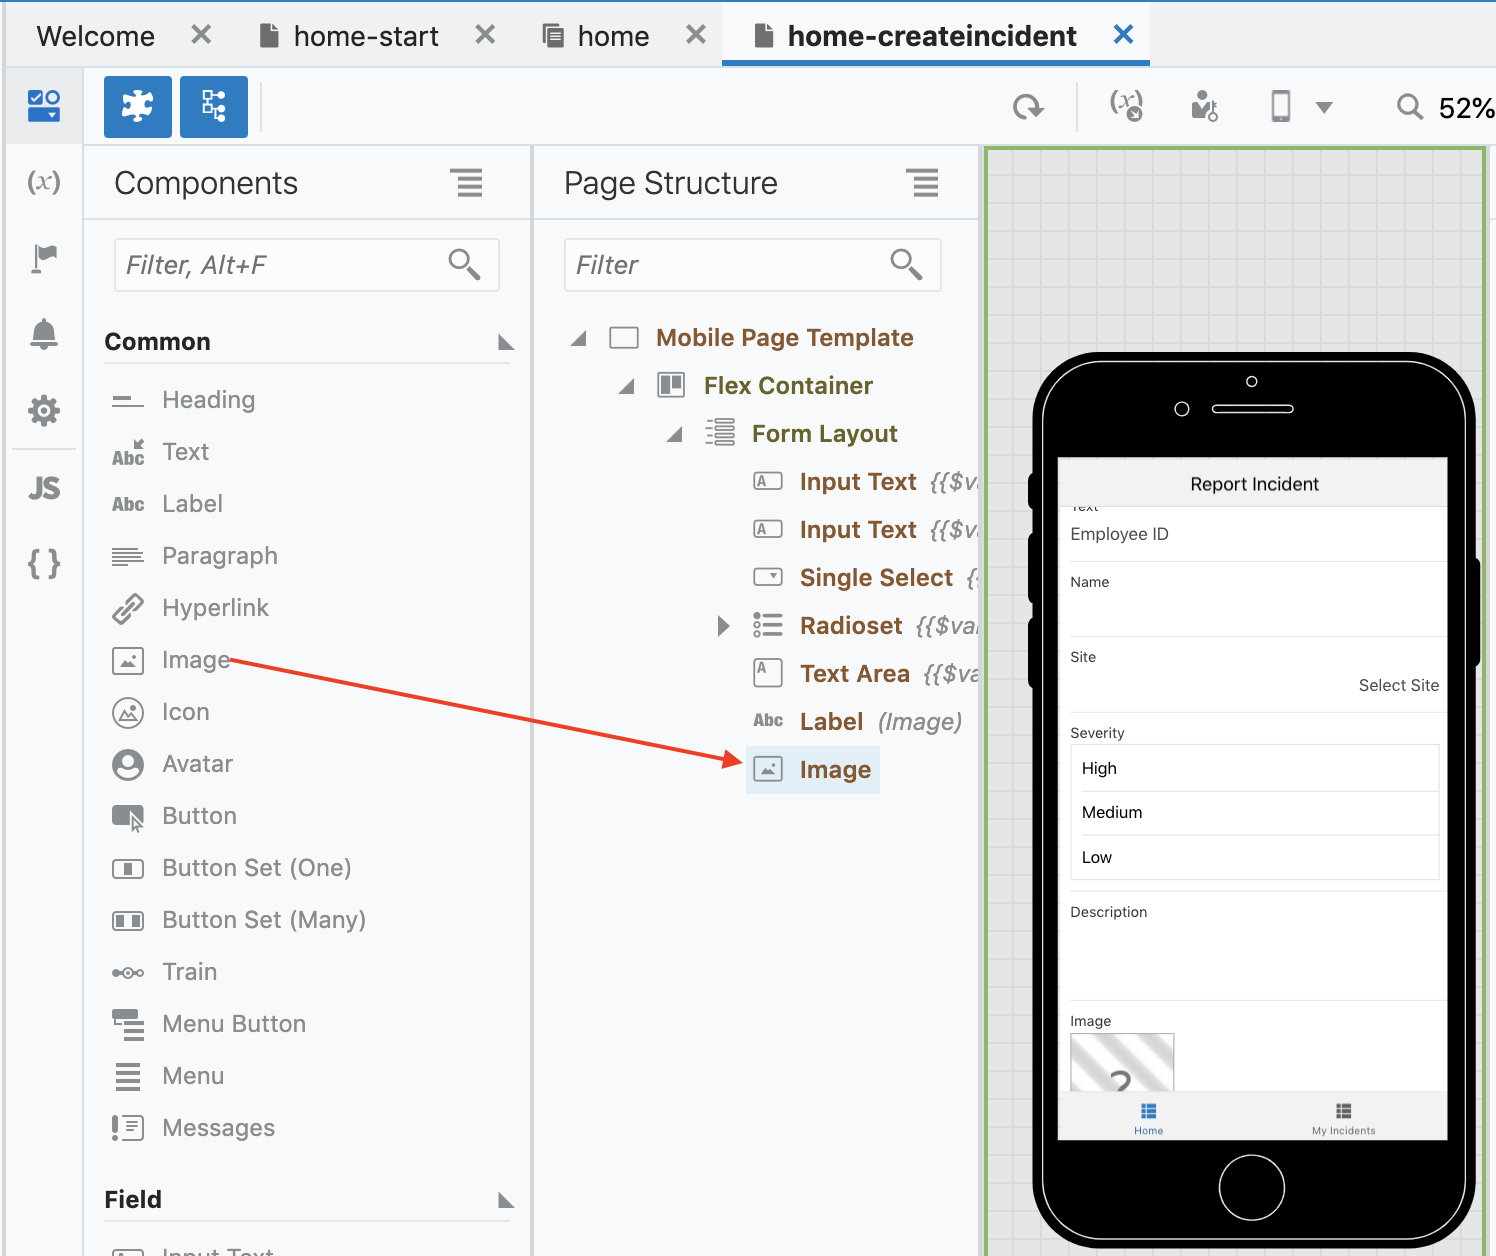 Welcome
home-start
home
home-createincident
52%
(x)
JS
{ }
(x)
Components
Filter, Alt+F
Common
Heading
Abc Text
Abc Label
Paragraph
Hyperlink
Image
Icon
Avatar
Button
Button Set (One)
Button Set (Many)
Train
Menu Button
Menu
Messages
Field
Input Text
Page Structure
Filter
Mobile Page Template
Flex Container
Form Layout
A Input Text {{$va
A Input Text {{$va
Single Select {
Radioset {{$va
A Text Area {{$va
Abc Label (Image)
Image
Report Incident
Text
Employee ID
Name
Site
Select Site
Severity
High
Medium
Low
Description
Image
?
Home
My Incidents